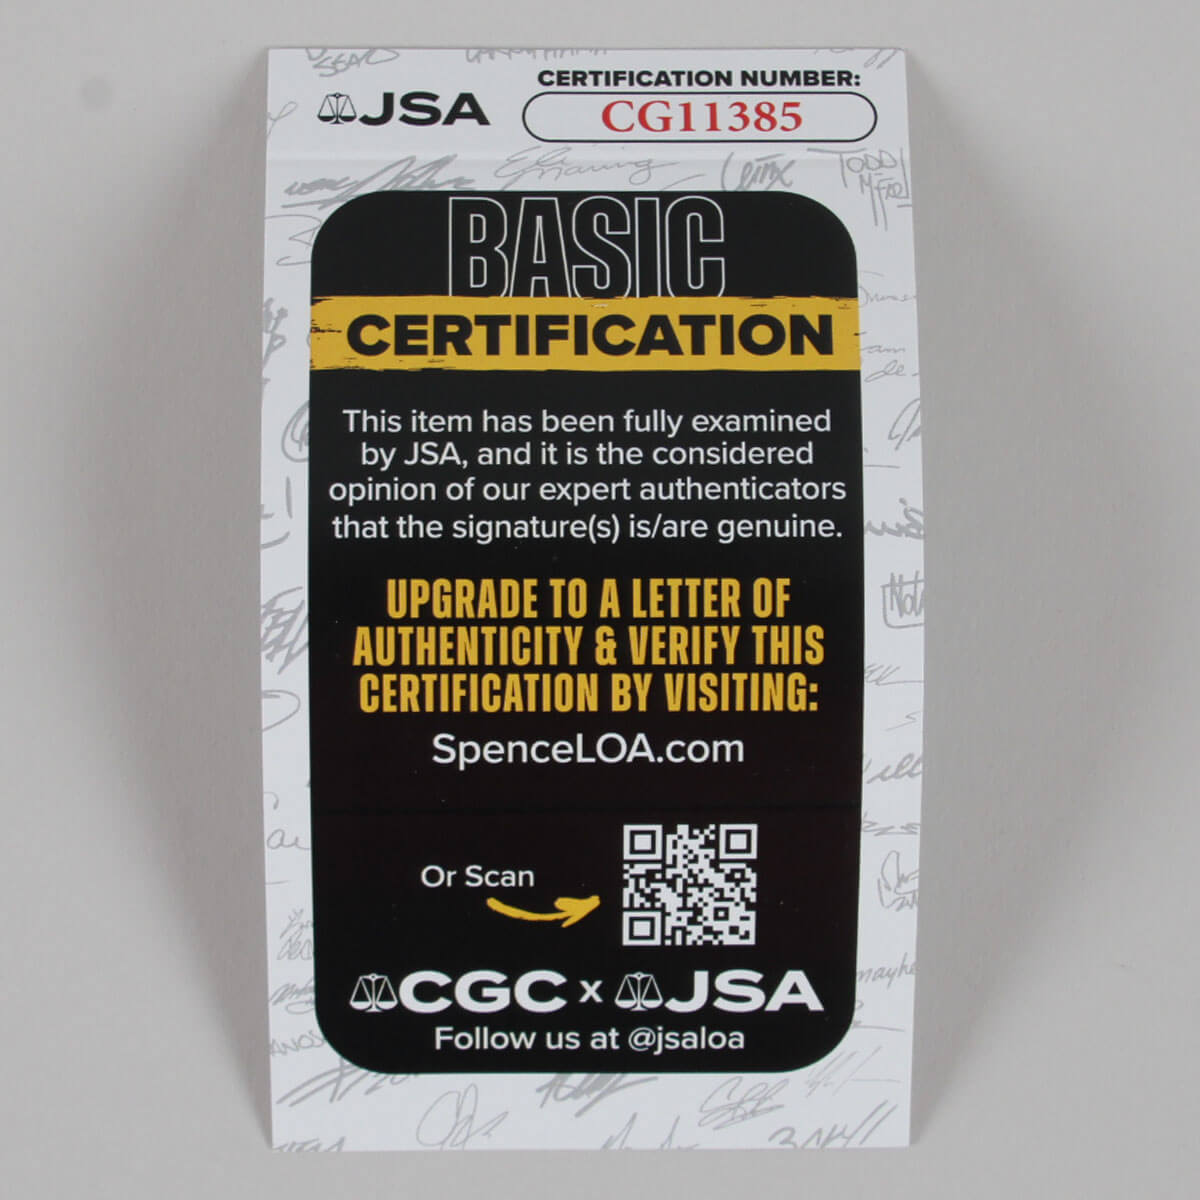 JSA
CERTIFICATION NUMBER:
CG11385
BASIC
CERTIFICATION
This item has been fully examined
by JSA, and it is the considered
opinion of our expert authenticators
that the signature(s) is/are genuine.
UPGRADE TO A LETTER OF
AUTHENTICITY & VERIFY THIS
CERTIFICATION BY VISITING:
SpenceLOA.com
Or Scan
CGC x JSA
Follow us at @jsaloa